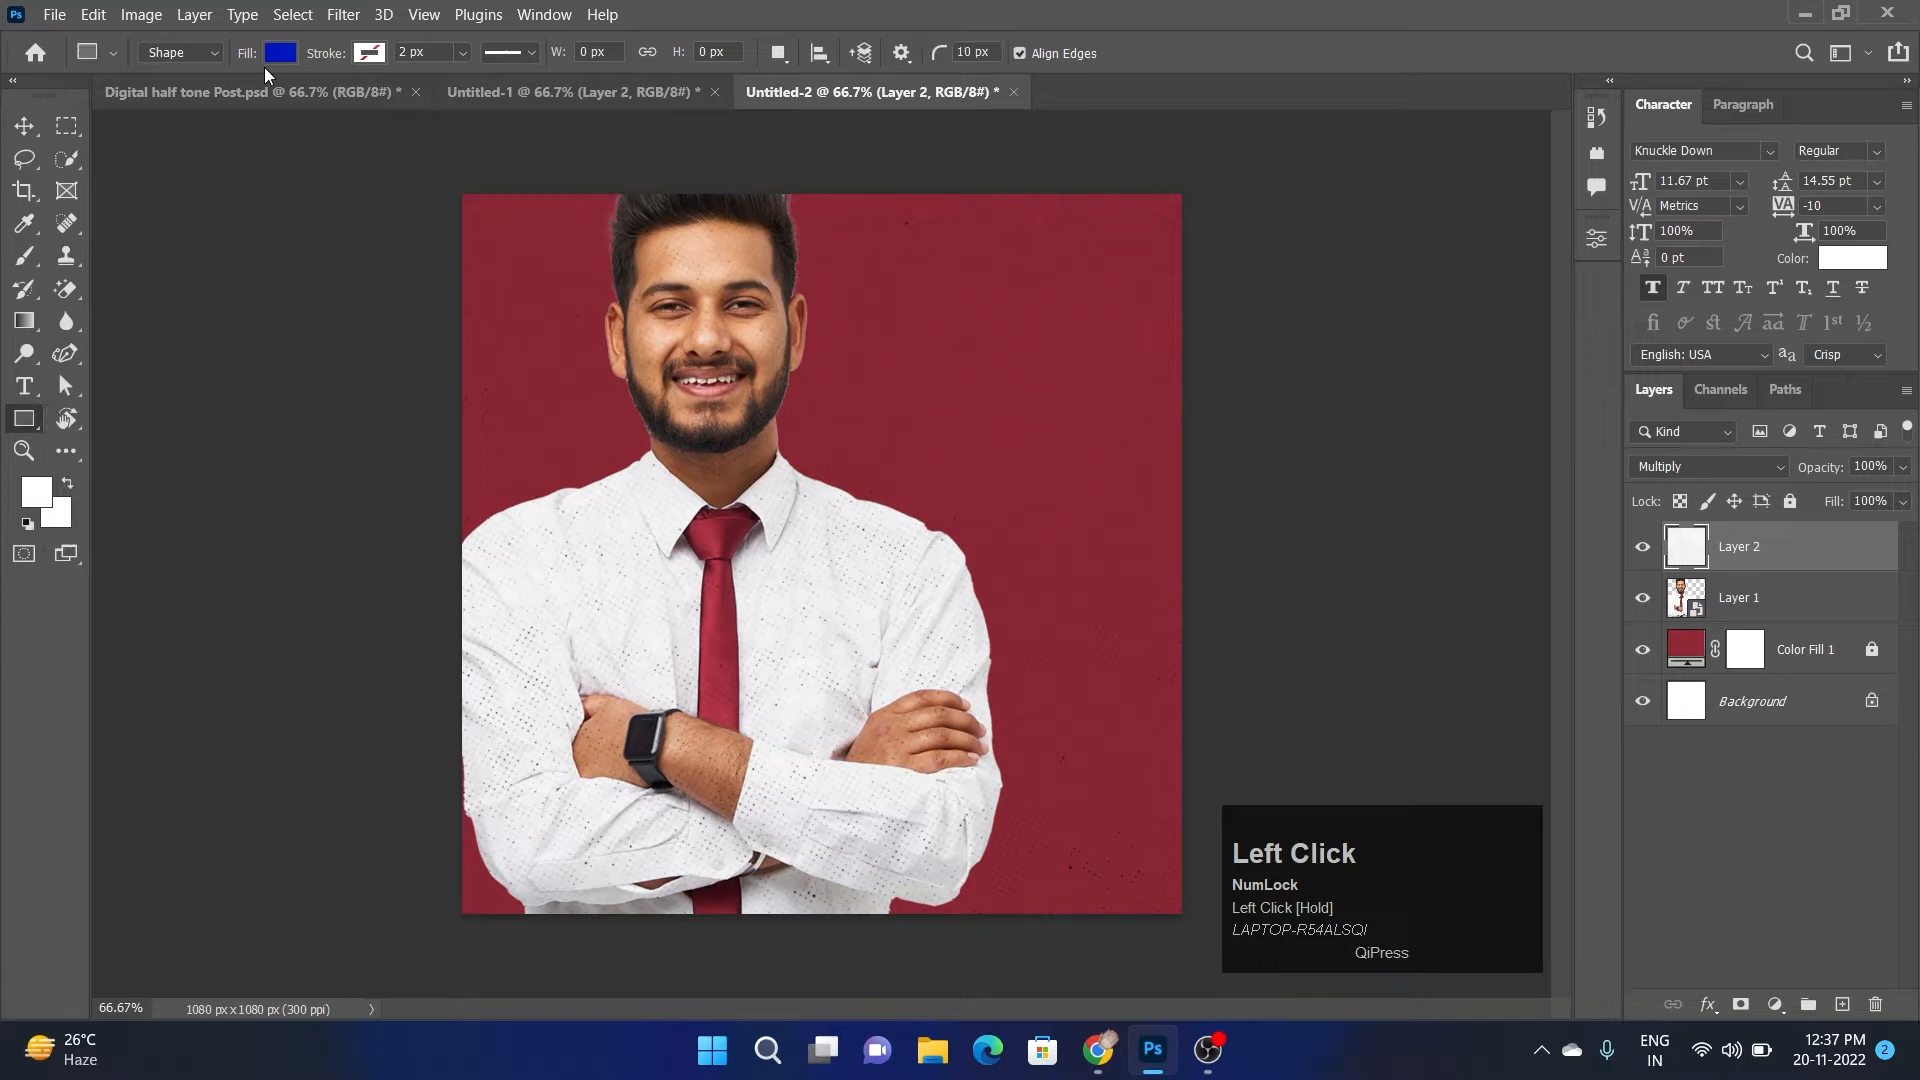 Ps File Edit Image Layer Type Select Filter 3D View Plugins Window Help
Shape Fill: Stroke: 2 px W: 0 px H: 0 px 10 px Align Edges
Digital half tone Post.psd @ 66.7% (RGB/8#) * Untitled-1 @ 66.7% (Layer 2, RGB/8#) * Untitled-2 @ 66.7% (Layer 2, RGB/8#) *
Character Paragraph
Knuckle Down Regular
11.67 pt 14.55 pt
Metrics -10
100% 100%
0 pt Color:
English: USA Crisp
Layers Channels Paths
Kind
Multiply Opacity: 100%
Lock: Fill: 100%
Layer 2
Layer 1
Color Fill 1
Background
Left Click
NumLock
Left Click [Hold]
LAPTOP-R54ALSQI
QiPress
66.67% 1080 px x 1080 px (300 ppi)
26°C
Haze
Ps
ENG
IN
12:37 PM
20-11-2022
2